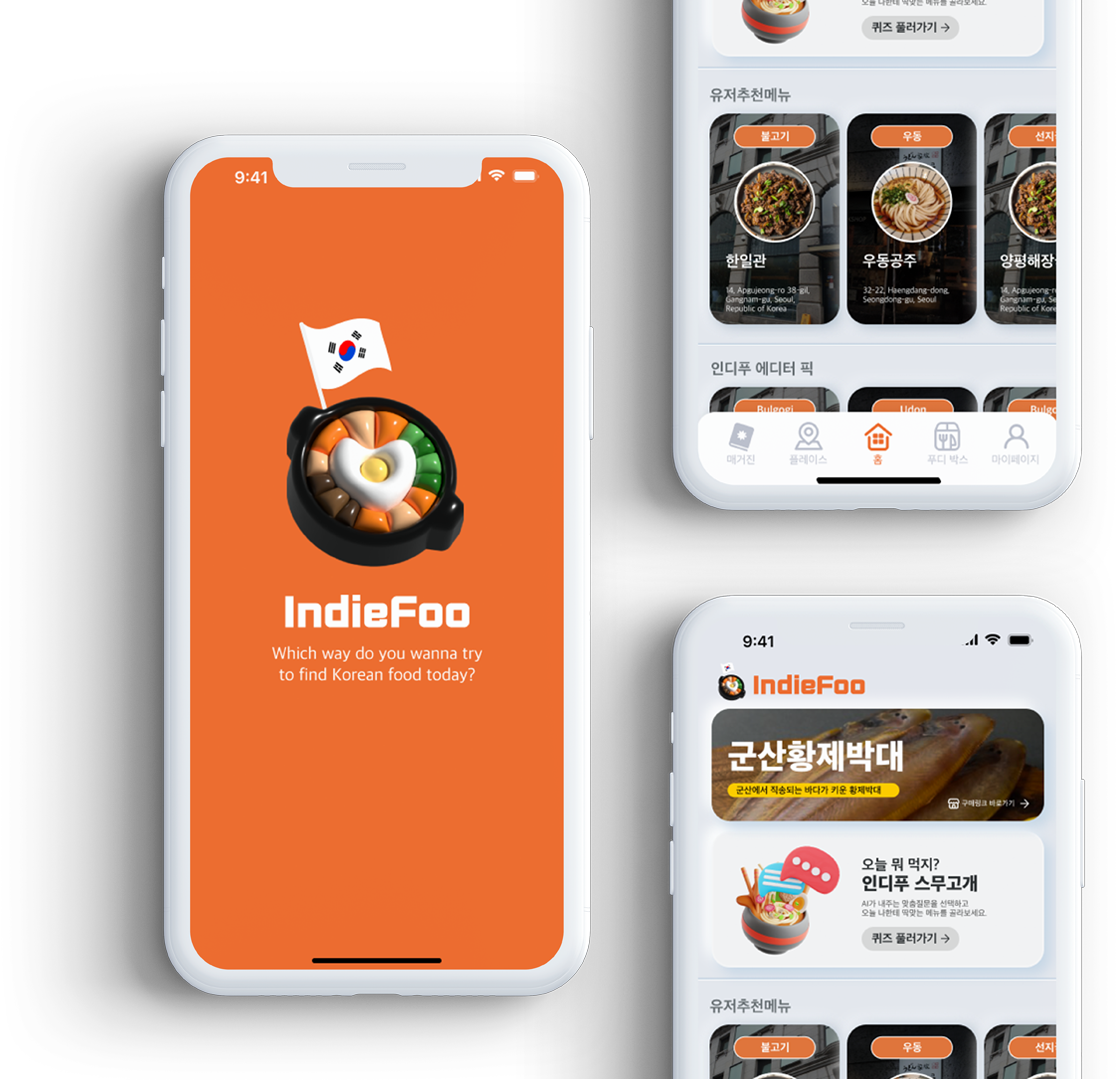 9:41
IndieFoo
Which way do you wanna try
to find Korean food today?
오늘 나한테 딱맞는 메뉴를 골라보세요.
퀴즈 풀러가기 →
유저추천메뉴
불고기
우동
선지
한일관
우동공주
양평해장
14, Apgujeong-ro 38-gil,
Gangnam-gu, Seoul,
Republic of Korea
32-22, Haengdang-dong,
Seongdong-gu, Seoul
14, Apgujeong-ro
Gangnam-gu, Se
Republic of Kore
인디푸 에디터 픽
Bulgogi
Udon
Bulgo
매거진
플레이스
홈
푸디 박스
마이페이지
9:41
IndieFoo
군산황제박대
군산에서 직송되는 바다가 키운 황제박대
구매링크 바로가기 →
오늘 뭐 먹지?
인디푸 스무고개
AI가 내주는 맞춤질문을 선택하고
오늘 나한테 딱맞는 메뉴를 골라보세요.
퀴즈 풀러가기 →
유저추천메뉴
불고기
우동
선지